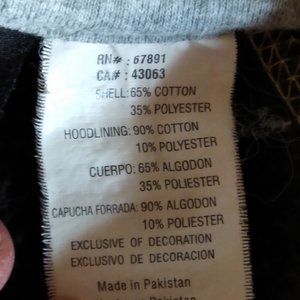 RN# : 67891
CA# : 43063
SHELL: 65% COTTON
35% POLYESTER
HOODLINING: 90% COTTON
10% POLYESTER
CUERPO: 65% ALGODON
35% POLIESTER
CAPUCHA FORRADA: 90% ALGODON
10% POLIESTER
EXCLUSIVE OF DECORATION
EXCLUSIVO DE DECORACION
Made in Pakistan